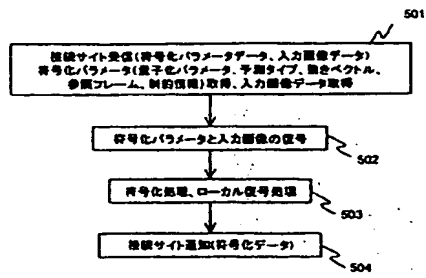 501
接続サイト受信(符号化パラメータデータ、入力画像データ)
符号化パラメータ(量子化パラメータ、予測タイプ、動きベクトル、
参照フレーム、制約情報)取得、入力画像データ取得
符号化パラメータと入力画像の復号
502
符号化処理、ローカル復号処理
503
接続サイト通知(符号化データ)
504